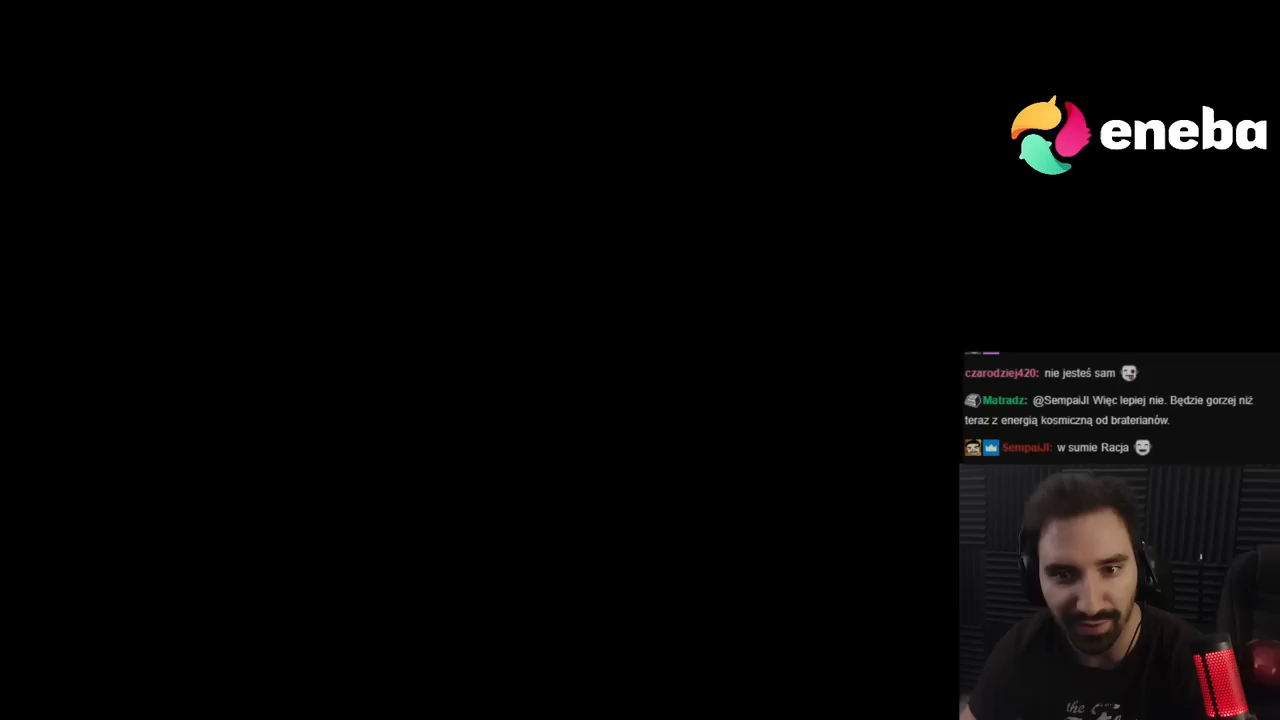 eneba
czarodziej420: nie jesteś sam
Matradz: @SempaiJI Więc lepiej nie. Będzie gorzej niż
teraz z energią kosmiczną od braterianów.
SempaiJI: w sumie Racja
the